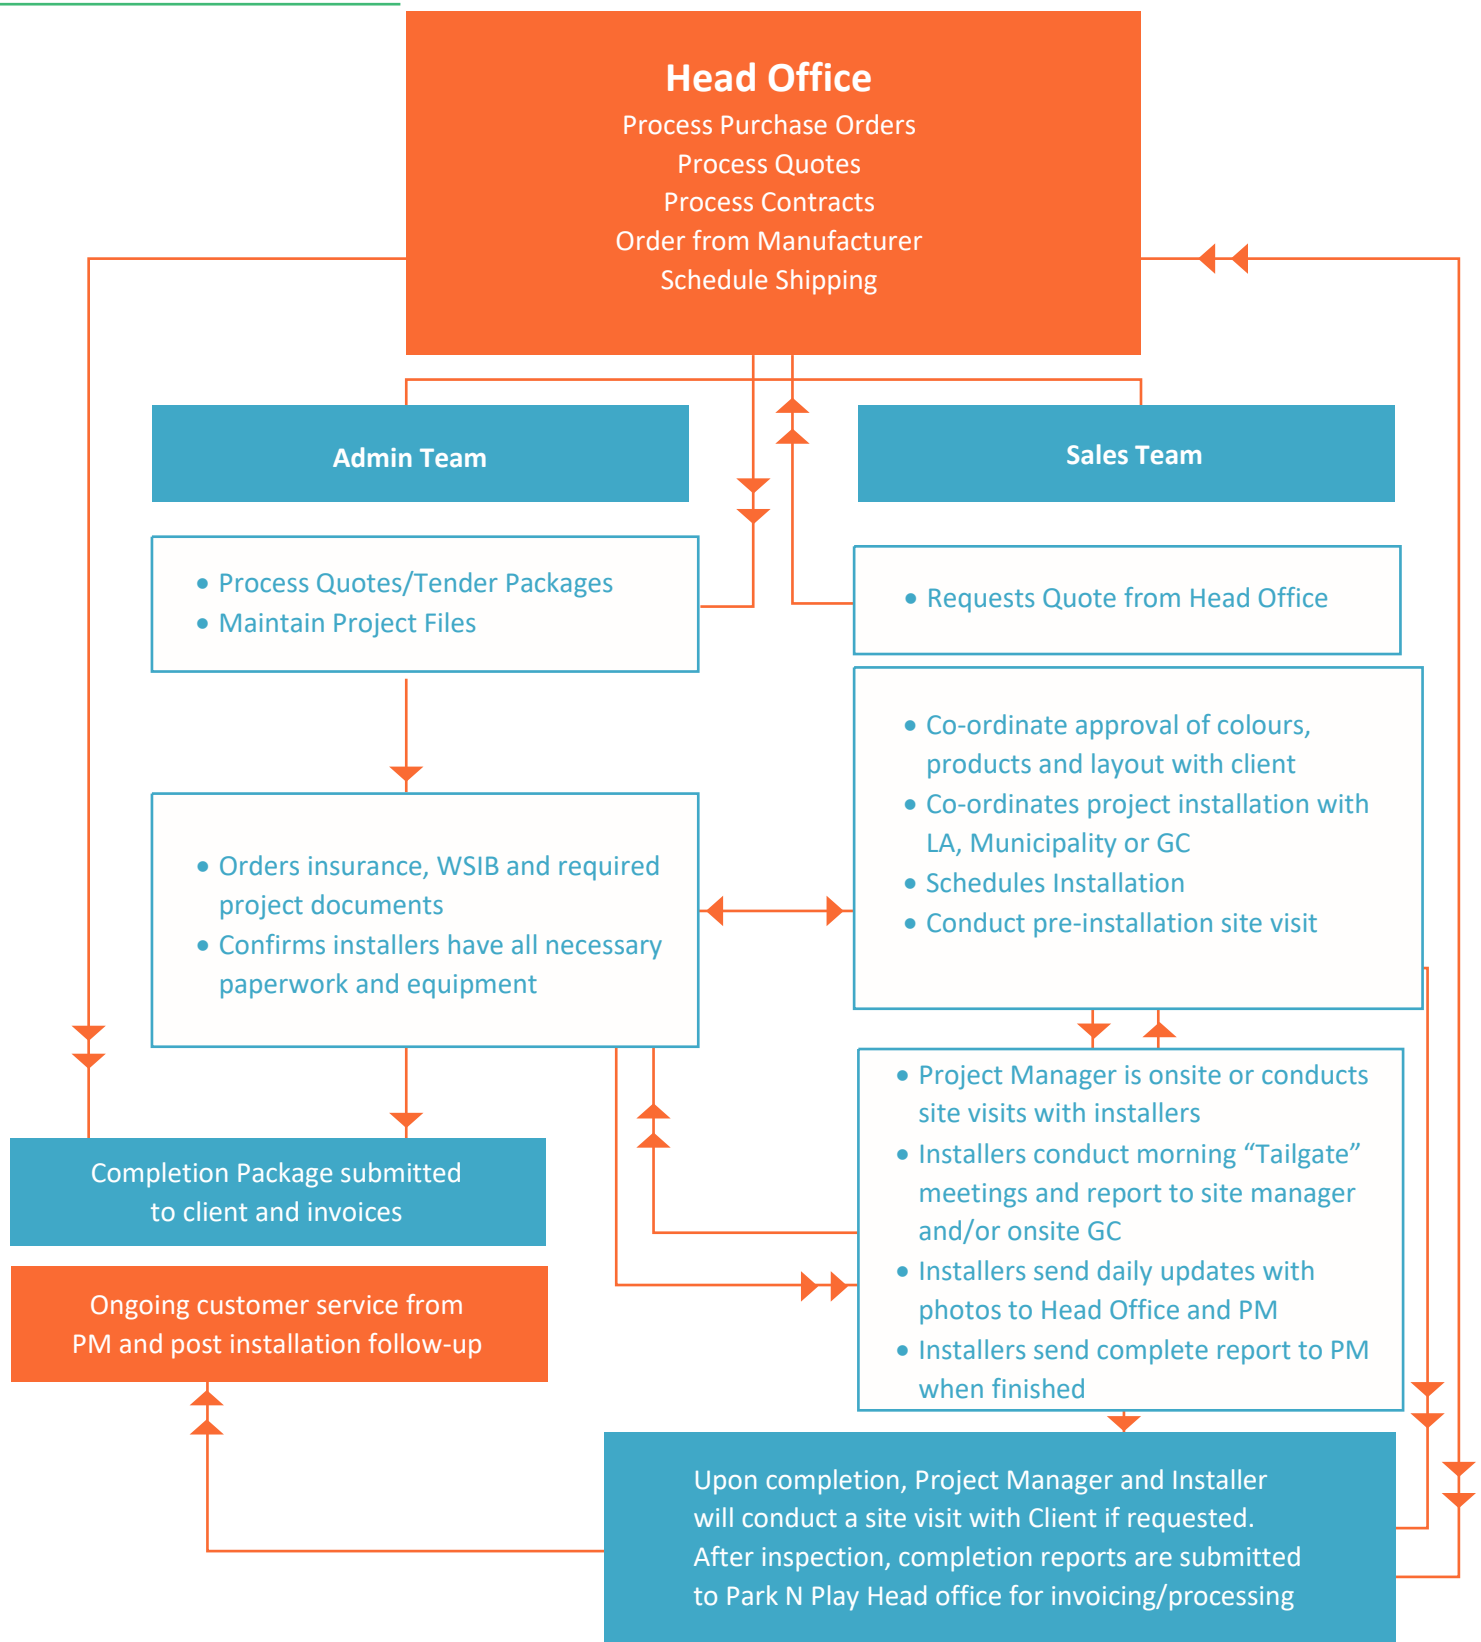 Head Office
Process Purchase Orders
Process Quotes
Process Contracts
Order from Manufacturer
Schedule Shipping
Admin Team
Sales Team
• Process Quotes/Tender Packages
• Maintain Project Files
• Requests Quote from Head Office
• Co-ordinate approval of colours,
products and layout with client
• Co-ordinates project installation with
LA, Municipality or GC
• Schedules Installation
• Conduct pre-installation site visit
• Orders insurance, WSIB and required
project documents
• Confirms installers have all necessary
paperwork and equipment
• Project Manager is onsite or conducts
site visits with installers
• Installers conduct morning “Tailgate”
meetings and report to site manager
and/or onsite GC
• Installers send daily updates with
photos to Head Office and PM
• Installers send complete report to PM
when finished
Completion Package submitted
to client and invoices
Ongoing customer service from
PM and post installation follow-up
Upon completion, Project Manager and Installer
will conduct a site visit with Client if requested.
After inspection, completion reports are submitted
to Park N Play Head office for invoicing/processing